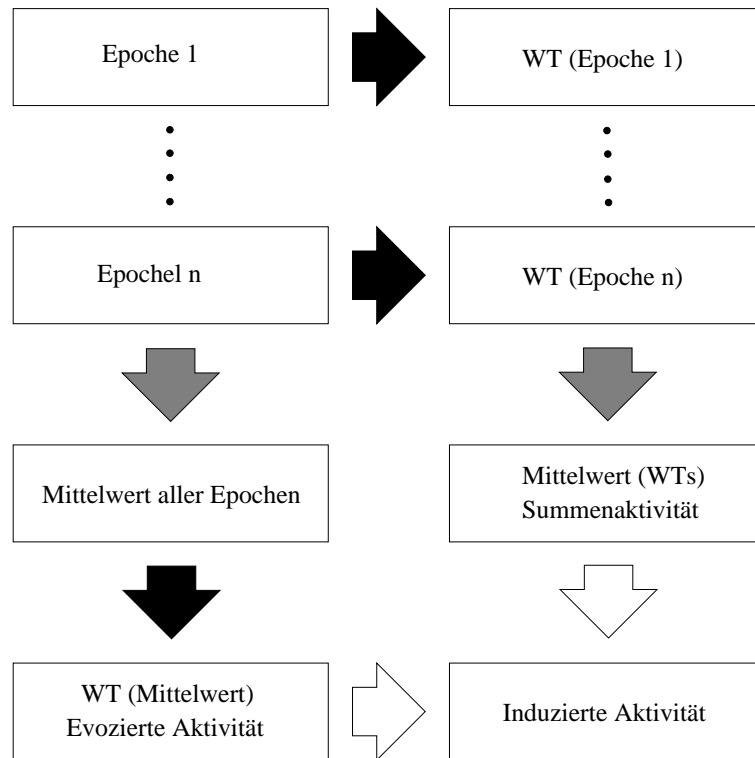 Epoche 1
WT (Epoche 1)
Epochel n
WT (Epoche n)
Mittelwert aller Epochen
Mittelwert (WTs)
Summenaktivität
WT (Mittelwert)
Evozierte Aktivität
Induzierte Aktivität